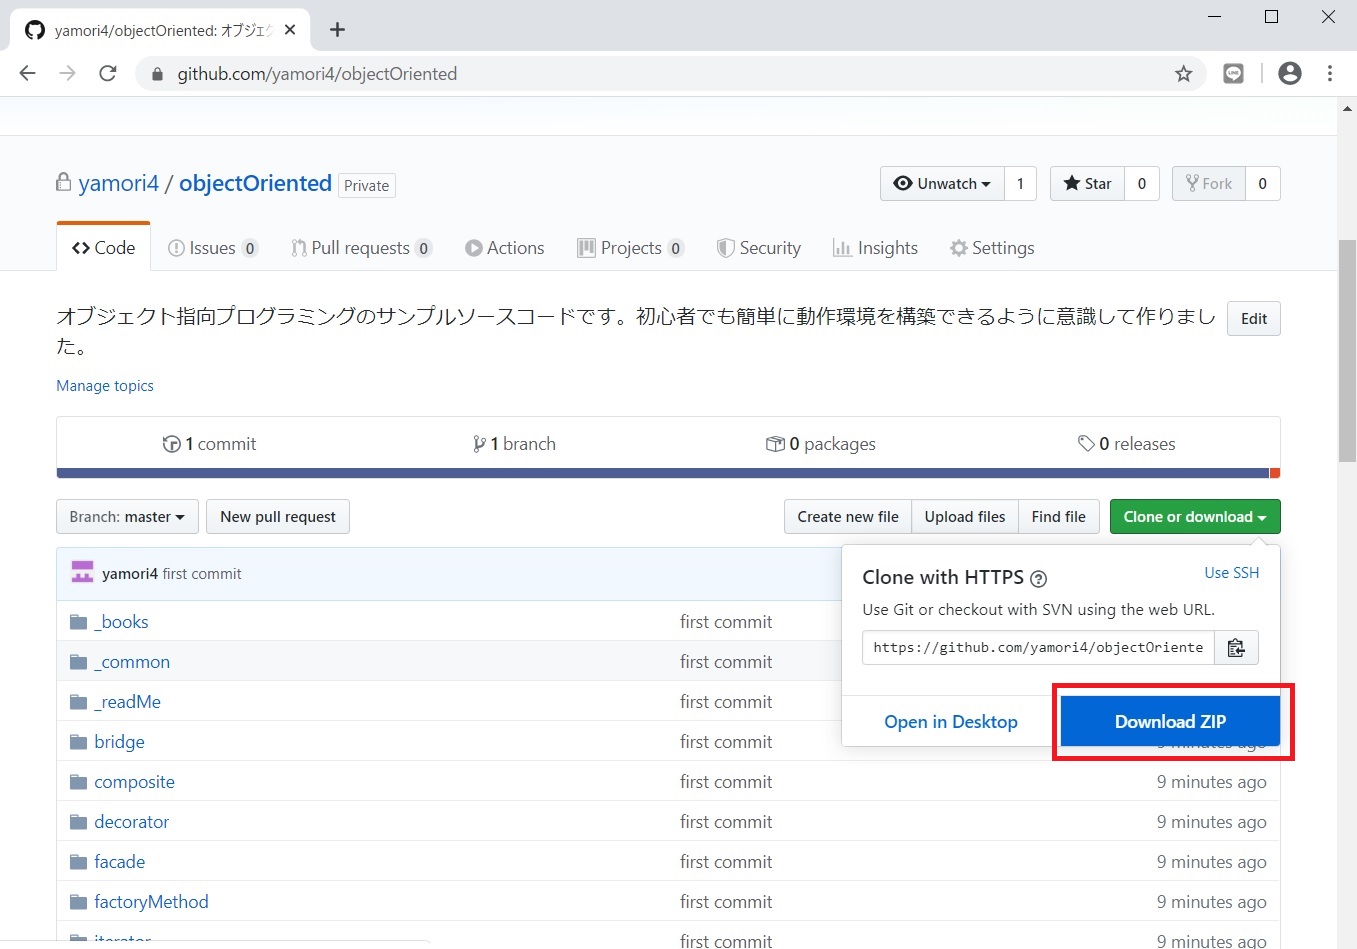 yamori4/objectOriented: オブジェク
github.com/yamori4/objectOriented
yamori4 / objectOriented Private
Unwatch 1 Star 0 Fork 0
Code Issues 0 Pull requests 0 Actions Projects 0 Security Insights Settings
オブジェクト指向プログラミングのサンプルソースコードです。初心者でも簡単に動作環境を構築できるように意識して作りまし
た。
Edit
Manage topics
1 commit 1 branch 0 packages 0 releases
Branch: master New pull request Create new file Upload files Find file Clone or download
yamori4 first commit
Clone with HTTPS ? Use SSH
Use Git or checkout with SVN using the web URL.
https://github.com/yamori4/objectOriente
Open in Desktop Download ZIP
_books first commit
_common first commit
_readMe first commit
bridge first commit 9 minutes ago
composite first commit 9 minutes ago
decorator first commit 9 minutes ago
facade first commit 9 minutes ago
factoryMethod first commit 9 minutes ago
iterator first commit 9 minutes ago